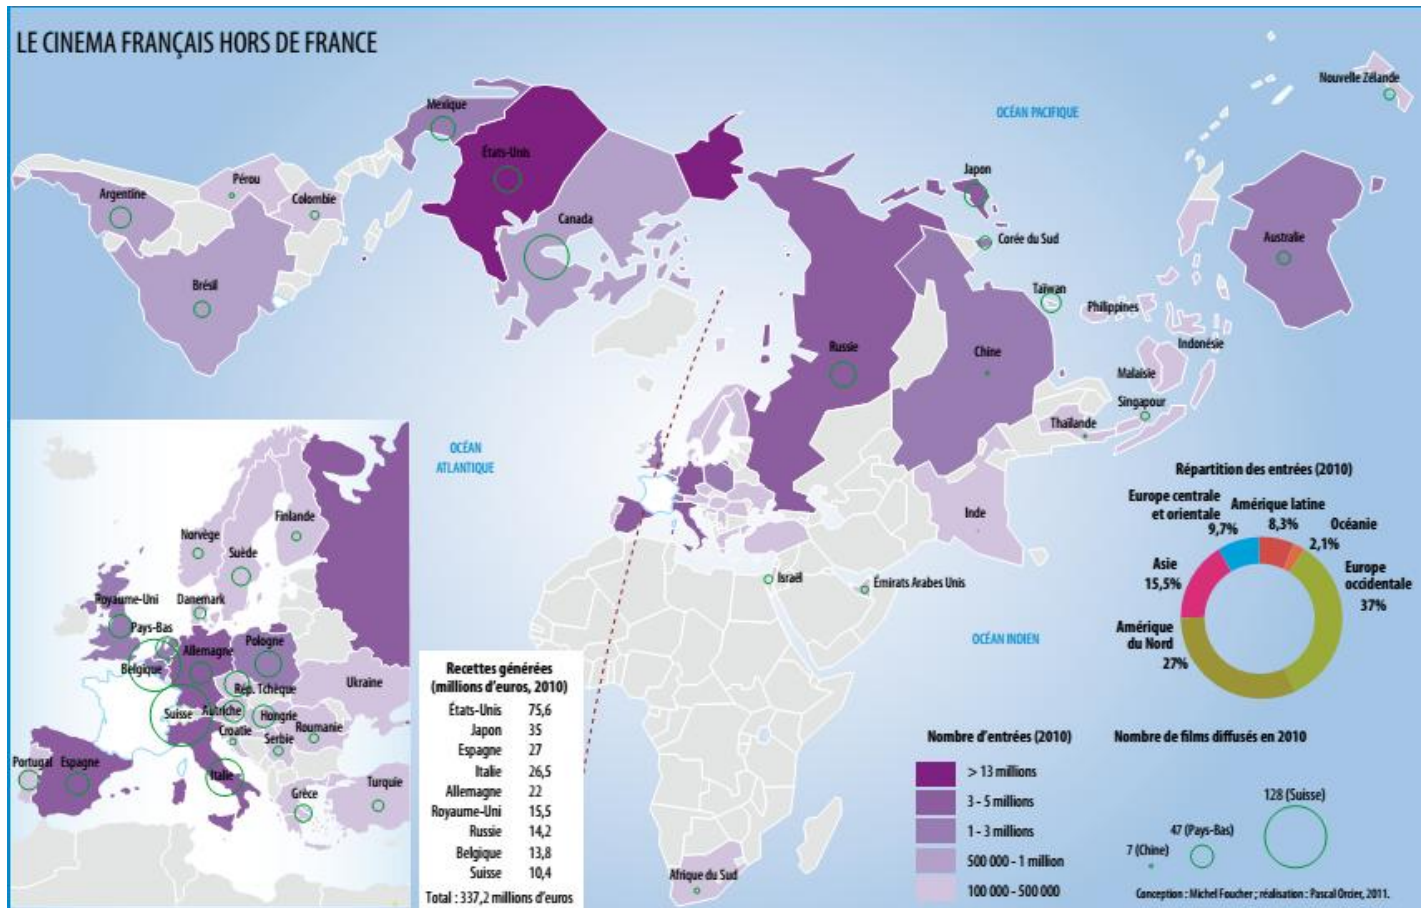 LE CINEMA FRANÇAIS HORS DE FRANCE
Mexique
États-Unis
Canada
Argentine
Pérou
Colombie
Brésil
OCÉAN PACIFIQUE
Nouvelle Zélande
Japon
Corée du Sud
Taïwan
Australie
Philippines
Indonésie
Malaisie
Singapour
Thaïlande
Russie
Chine
Inde
OCÉAN
ATLANTIQUE
Israël
Émirats Arabes Unis
OCÉAN INDIEN
Afrique du Sud
Norvège
Finlande
Suède
Danemark
Royaume-Uni
Pays-Bas
Belgique
Allemagne
Pologne
Rép. Tchèque
Ukraine
Suisse
Autriche
Hongrie
Croatie
Serbie
Roumanie
Portugal
Espagne
Italie
Grèce
Turquie
Recettes générées
(millions d'euros, 2010)
États-Unis 75,6
Japon 35
Espagne 27
Italie 26,5
Allemagne 22
Royaume-Uni 15,5
Russie 14,2
Belgique 13,8
Suisse 10,4
Total : 337,2 millions d'euros
Répartition des entrées (2010)
Europe centrale
et orientale
9,7%
Amérique latine
8,3%
Océanie
2,1%
Asie
15,5%
Europe
occidentale
37%
Amérique
du Nord
27%
Nombre d'entrées (2010)
> 13 millions
3 - 5 millions
1 - 3 millions
500 000 - 1 million
100 000 - 500 000
Nombre de films diffusés en 2010
128 (Suisse)
47 (Pays-Bas)
7 (Chine)
Conception : Michel Foucher ; réalisation : Pascal Orcier, 2011.